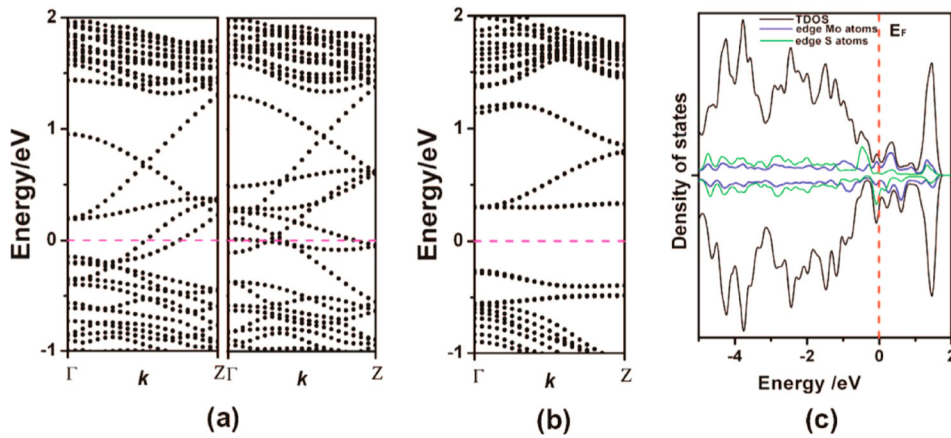 2
1
0
-1
Energy/eV
Γ
k
Z
Γ
k
Z
(a)
2
1
0
-1
Energy/eV
Γ
k
Z
(b)
TDOS
edge Mo atoms
edge S atoms
E_F
Density of states
-4
-2
0
2
Energy /eV
(c)